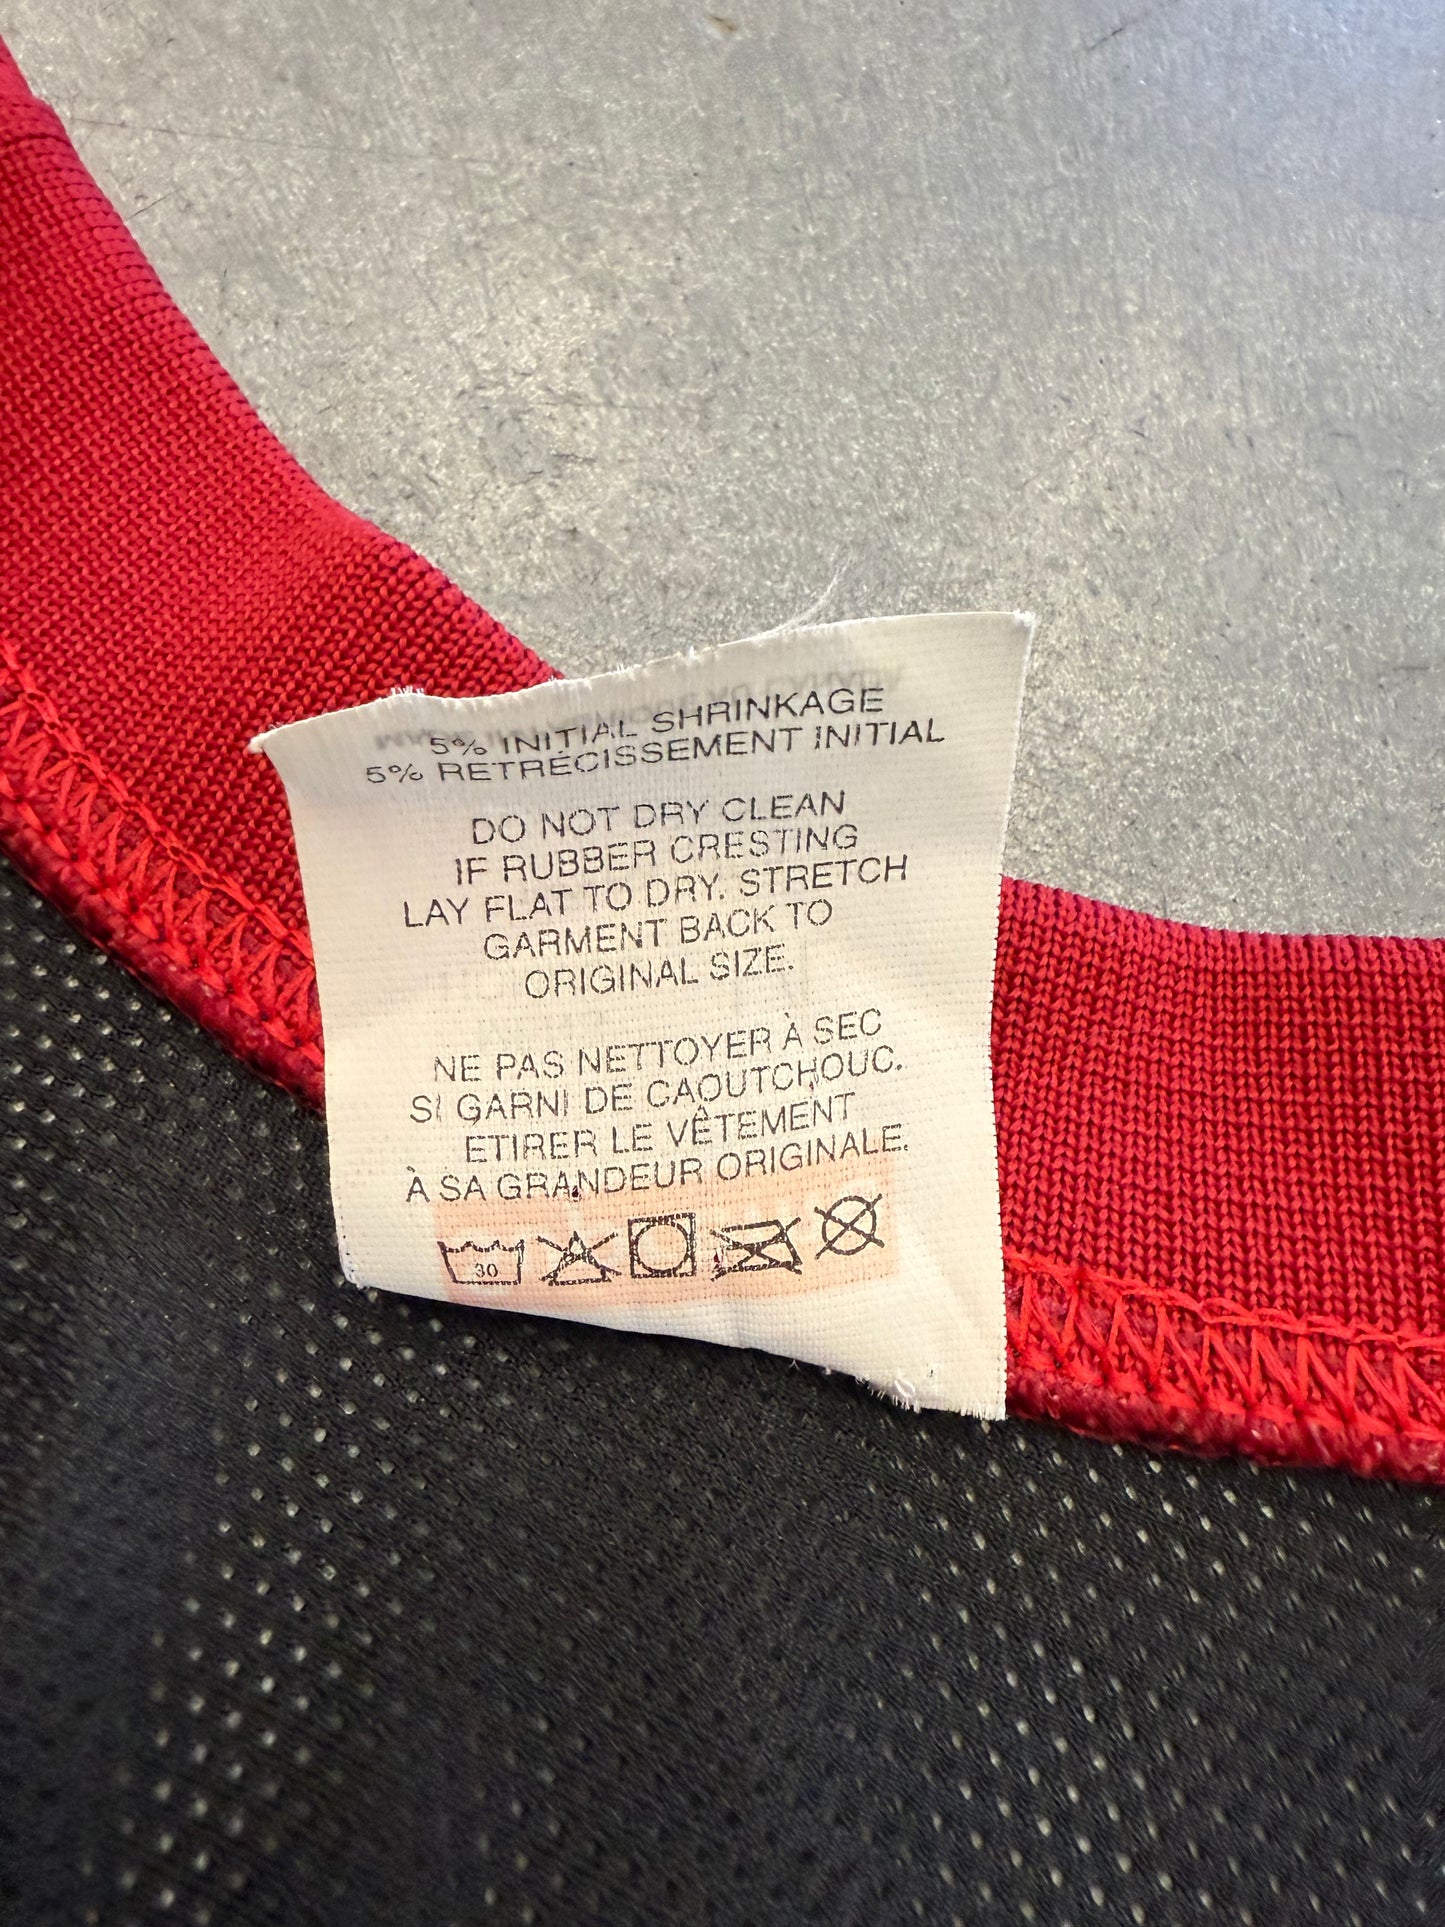 5% INITIAL SHRINKAGE
5% RETRÉCISSEMENT INITIAL
DO NOT DRY CLEAN
IF RUBBER CRESTING
LAY FLAT TO DRY. STRETCH
GARMENT BACK TO
ORIGINAL SIZE.
NE PAS NETTOYER À SEC
SI GARNI DE CAOUTCHOUC.
ETIRER LE VÊTEMENT
À SA GRANDEUR ORIGINALE.
30